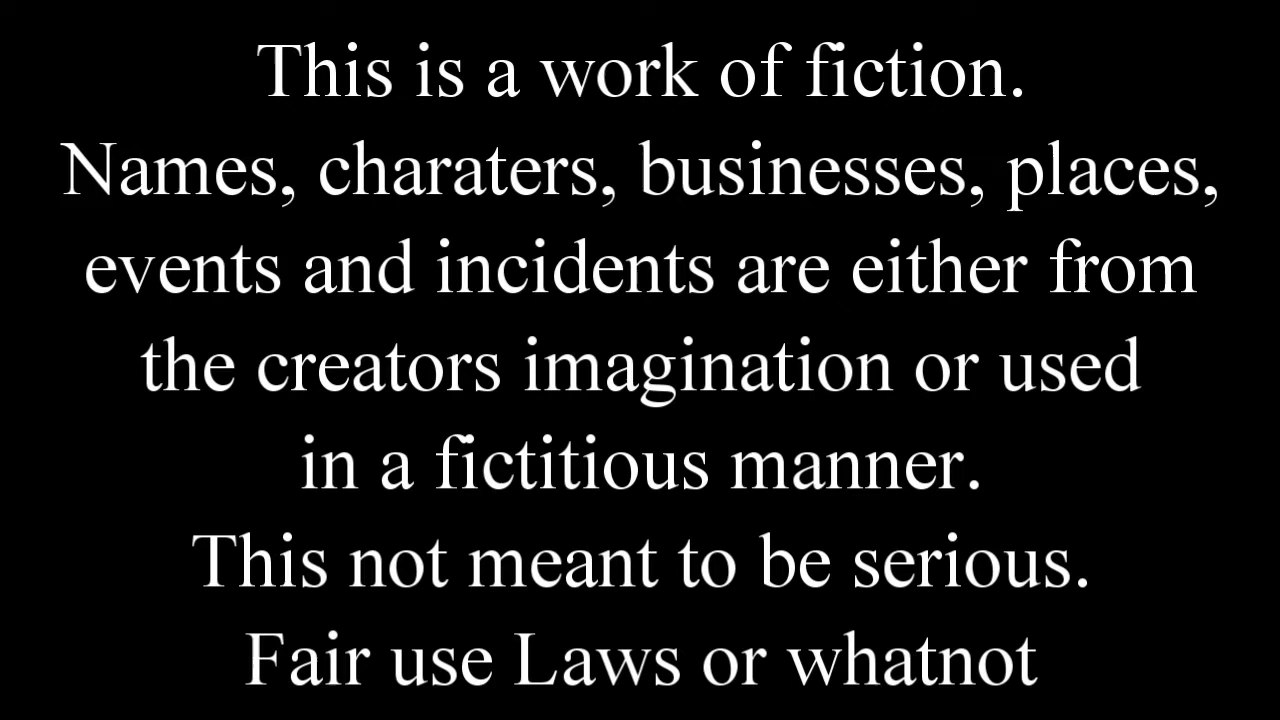 This is a work of fiction.
Names, charaters, businesses, places,
events and incidents are either from
the creators imagination or used
in a fictitious manner.
This not meant to be serious.
Fair use Laws or whatnot